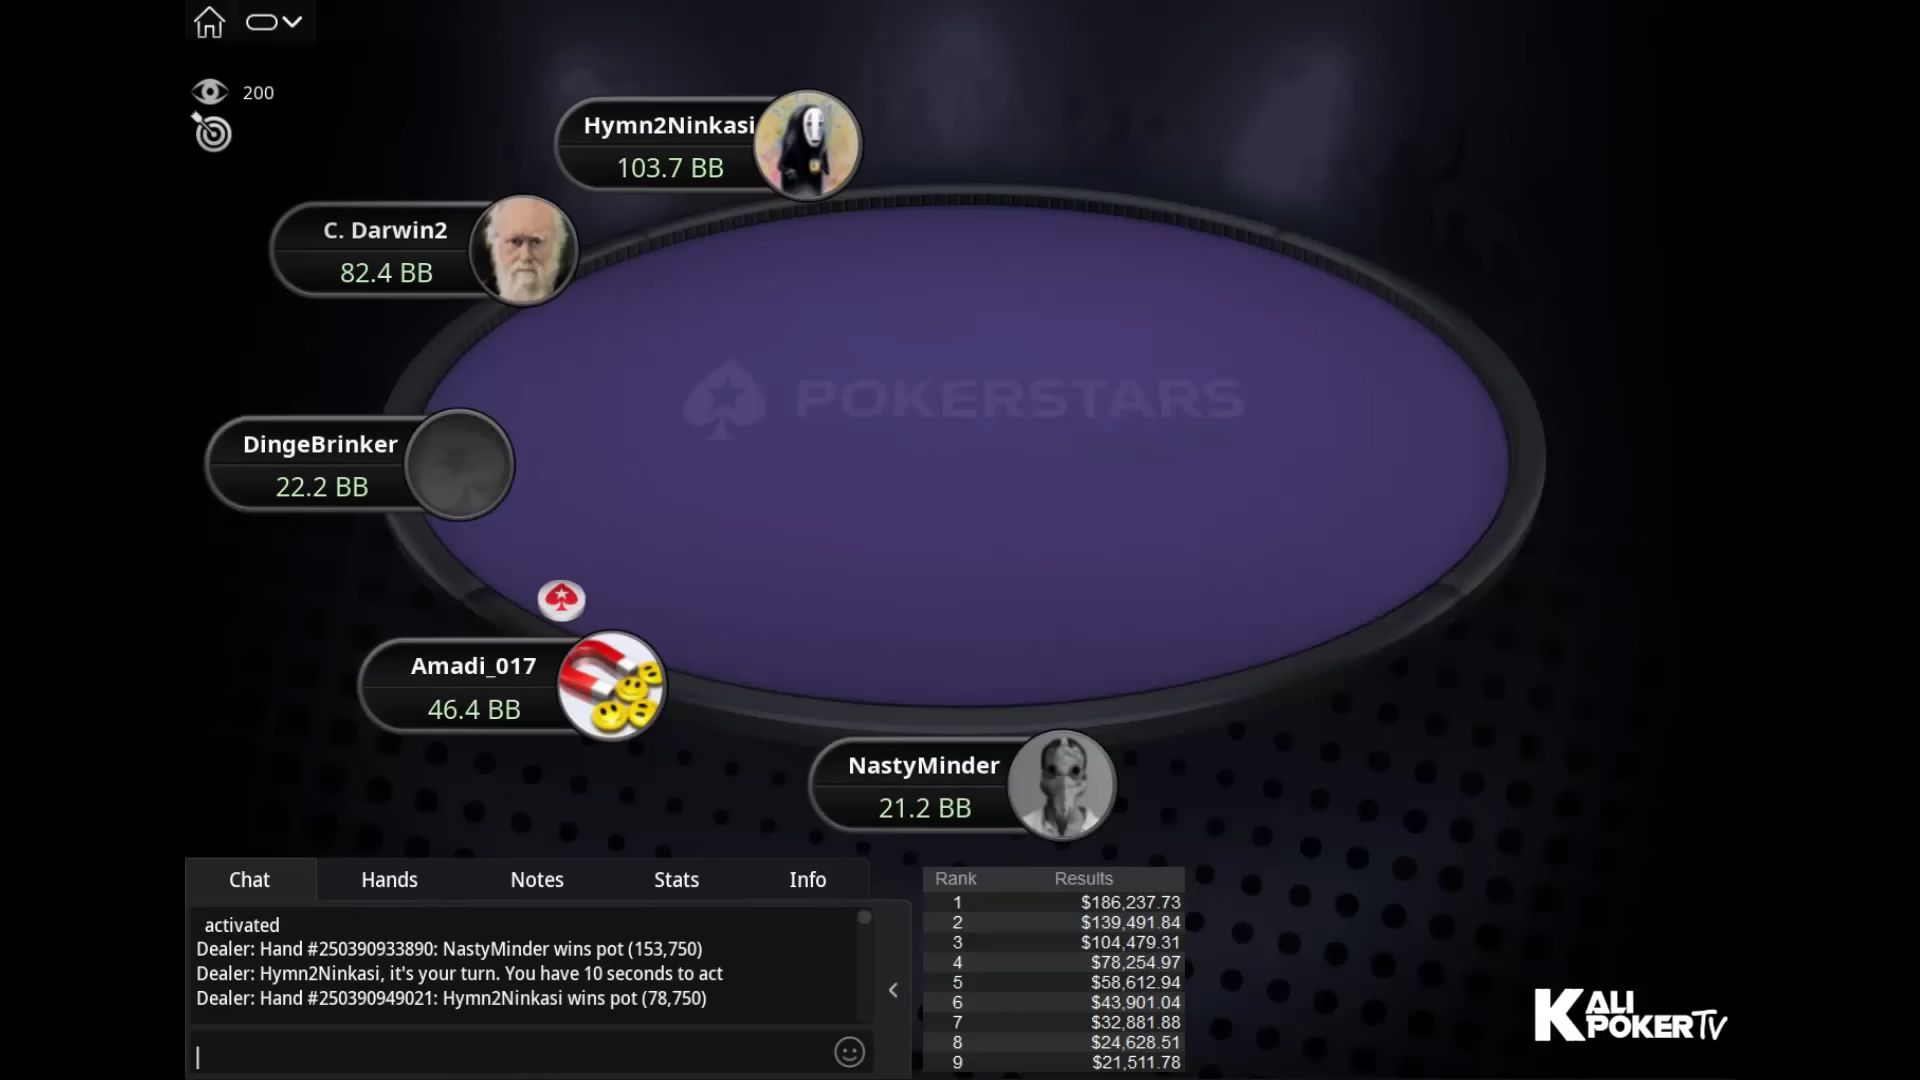 200
Hymn2Ninkasi
103.7 BB
C. Darwin2
82.4 BB
POKERSTARS
DingeBrinker
22.2 BB
Amadi_017
46.4 BB
NastyMinder
21.2 BB
Chat Hands Notes Stats Info
activated
Dealer: Hand #250390933890: NastyMinder wins pot (153,750)
Dealer: Hymn2Ninkasi, it's your turn. You have 10 seconds to act
Dealer: Hand #250390949021: Hymn2Ninkasi wins pot (78,750)
Rank Results
1 $186,237.73
2 $139,491.84
3 $104,479.31
4 $78,254.97
5 $58,612.94
6 $43,901.04
7 $32,881.88
8 $24,628.51
9 $21,511.78
KALI
POKERTV